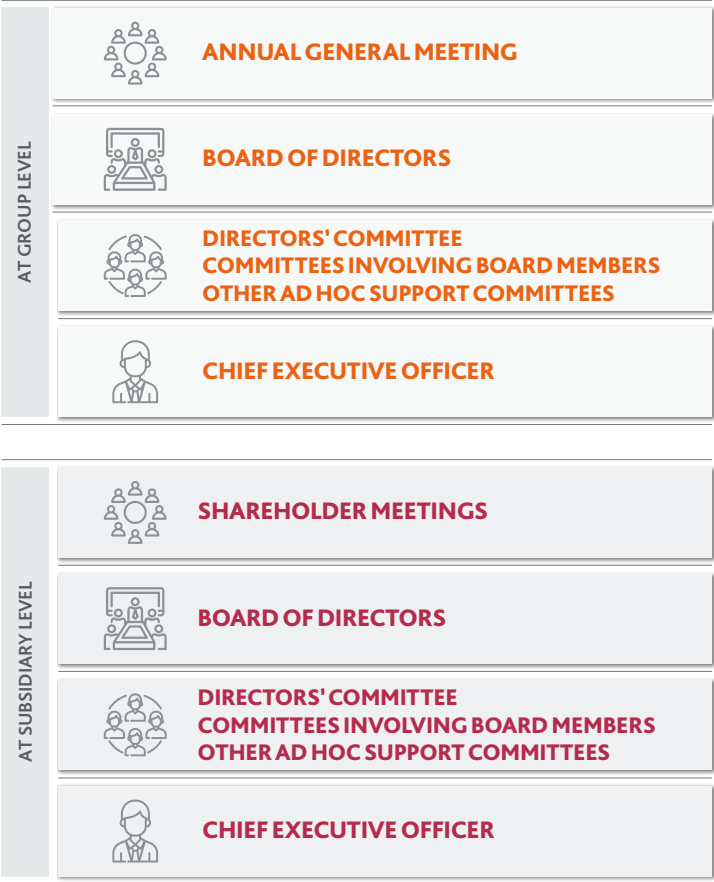 AT GROUP LEVEL
ANNUAL GENERAL MEETING
BOARD OF DIRECTORS
DIRECTORS' COMMITTEE
COMMITTEES INVOLVING BOARD MEMBERS
OTHER AD HOC SUPPORT COMMITTEES
CHIEF EXECUTIVE OFFICER
AT SUBSIDIARY LEVEL
SHAREHOLDER MEETINGS
BOARD OF DIRECTORS
DIRECTORS' COMMITTEE
COMMITTEES INVOLVING BOARD MEMBERS
OTHER AD HOC SUPPORT COMMITTEES
CHIEF EXECUTIVE OFFICER